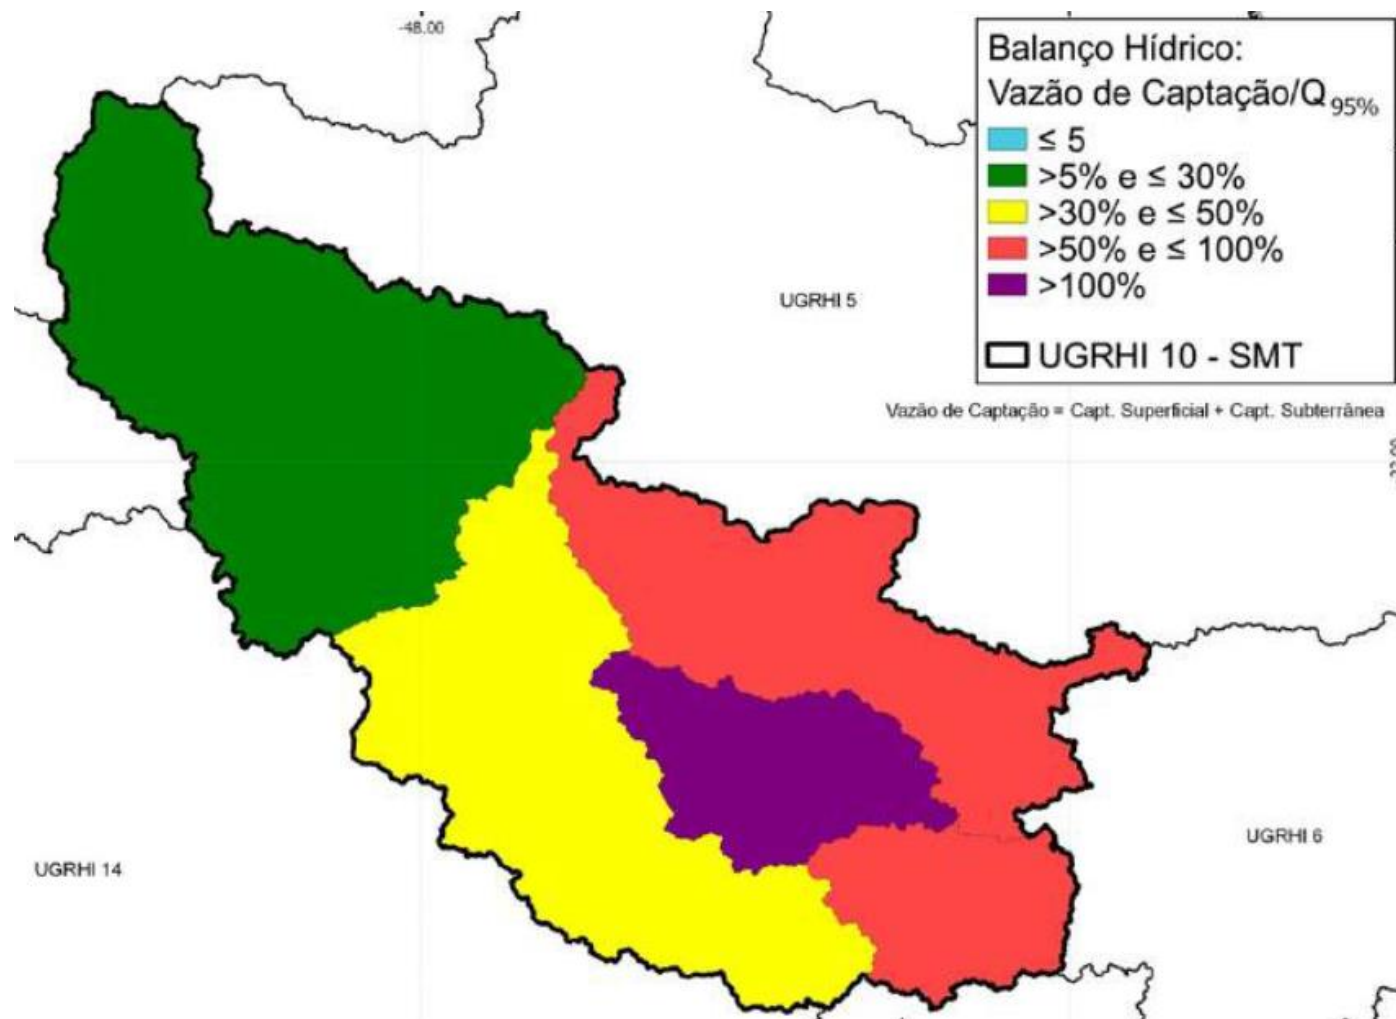 -48.00
Balanço Hídrico:
Vazão de Captação/Q95%
≤ 5
>5% e ≤ 30%
>30% e ≤ 50%
>50% e ≤ 100%
>100%
UGRHI 10 - SMT
Vazão de Captação = Capt. Superficial + Capt. Subterrânea
UGRHI 5
UGRHI 6
UGRHI 14